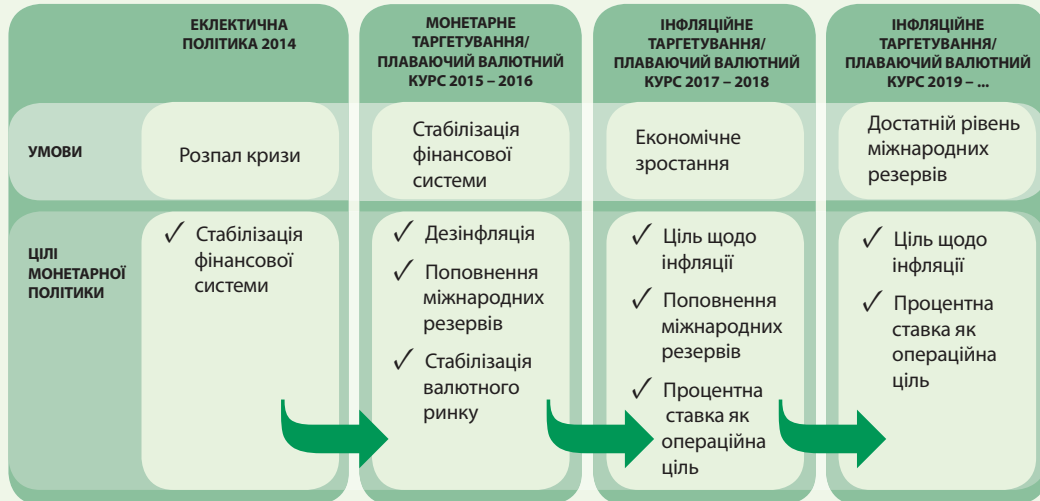 ЕКЛЕКТИЧНА
ПОЛІТИКА 2014
МОНЕТАРНЕ
ТАРГЕТУВАННЯ/
ПЛАВАЮЧИЙ ВАЛЮТНИЙ
КУРС 2015 – 2016
ІНФЛЯЦІЙНЕ
ТАРГЕТУВАННЯ/
ПЛАВАЮЧИЙ ВАЛЮТНИЙ
КУРС 2017 – 2018
ІНФЛЯЦІЙНЕ
ТАРГЕТУВАННЯ/
ПЛАВАЮЧИЙ ВАЛЮТНИЙ
КУРС 2019 – ...
УМОВИ
Розпал кризи
Стабілізація
фінансової
системи
Економічне
зростання
Достатній рівень
міжнародних
резервів
ЦІЛІ
МОНЕТАРНОЇ
ПОЛІТИКИ
✓ Стабілізація
фінансової
системи
✓ Дезінфляція
✓ Поповнення
міжнародних
резервів
✓ Стабілізація
валютного
ринку
✓ Ціль щодо
інфляції
✓ Поповнення
міжнародних
резервів
✓ Процентна
ставка як
операційна
ціль
✓ Ціль щодо
інфляції
✓ Процентна
ставка як
операційна
ціль